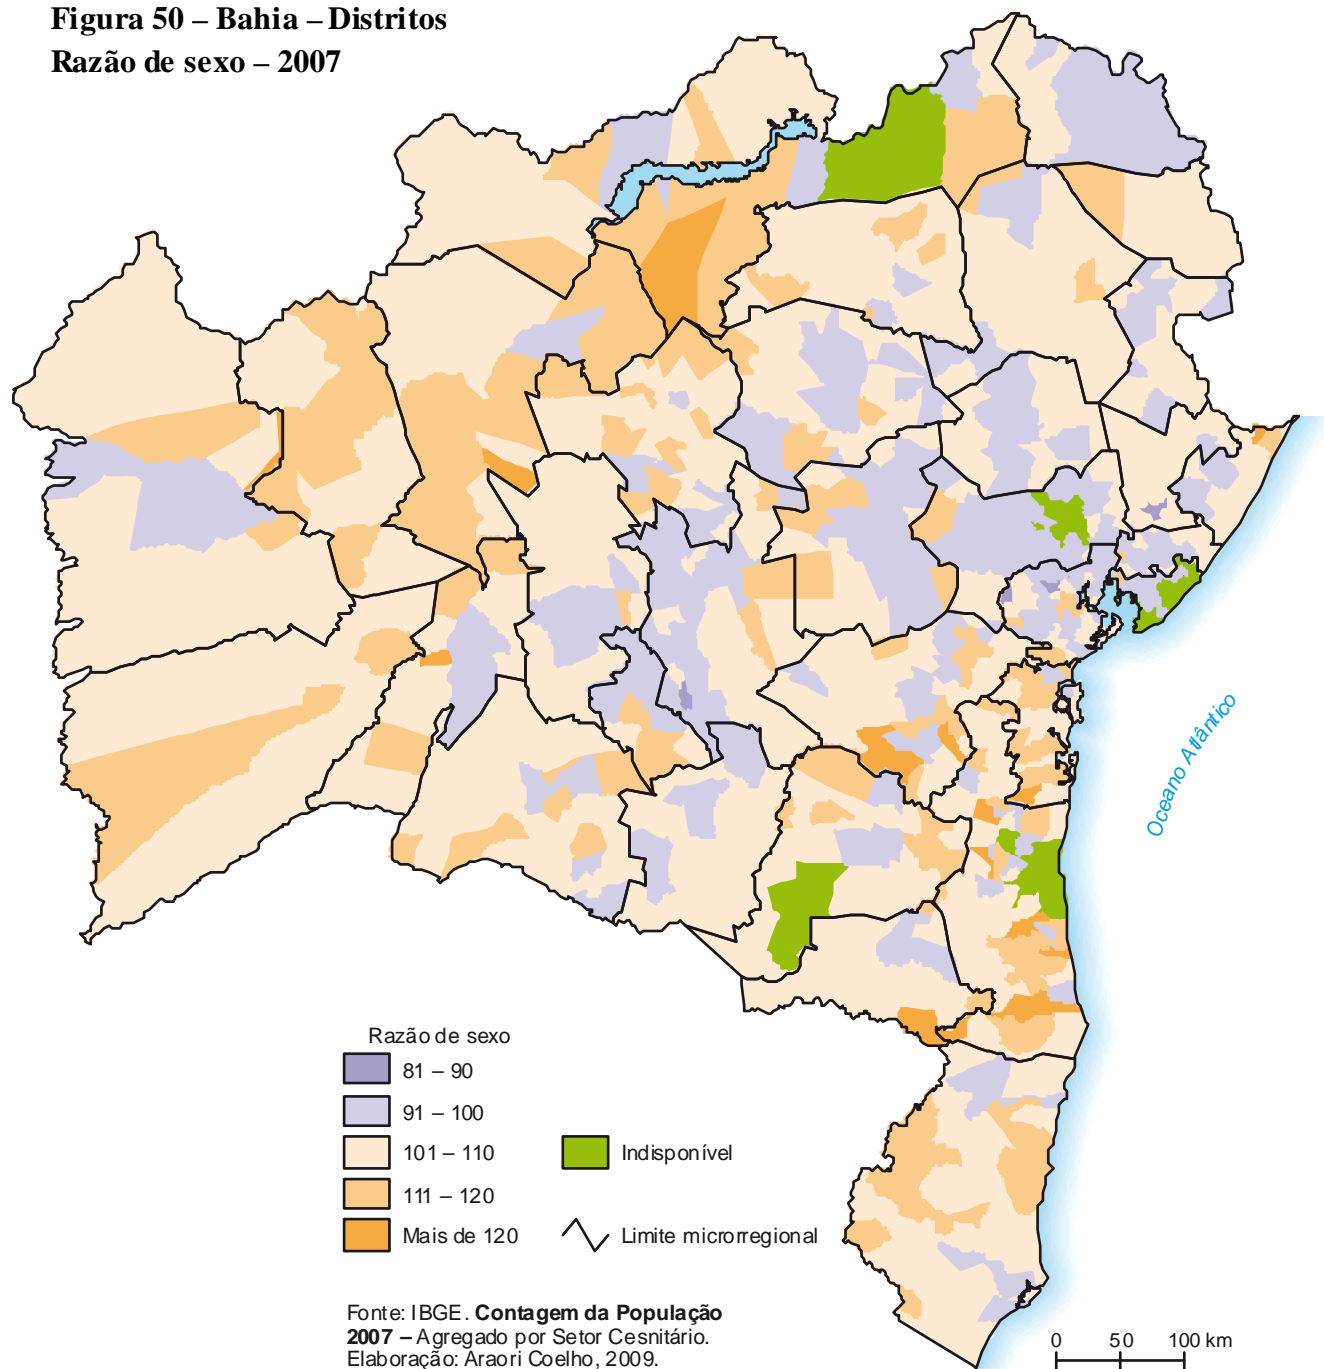 Figura 50 – Bahia – Distritos
Razão de sexo – 2007
Oceano Atlântico
Razão de sexo
81 – 90
91 – 100
101 – 110
111 – 120
Mais de 120
Indisponível
Limite microrregional
Fonte: IBGE. Contagem da População
2007 – Agregado por Setor Cesnitário.
Elaboração: Araori Coelho, 2009.
0 50 100 km